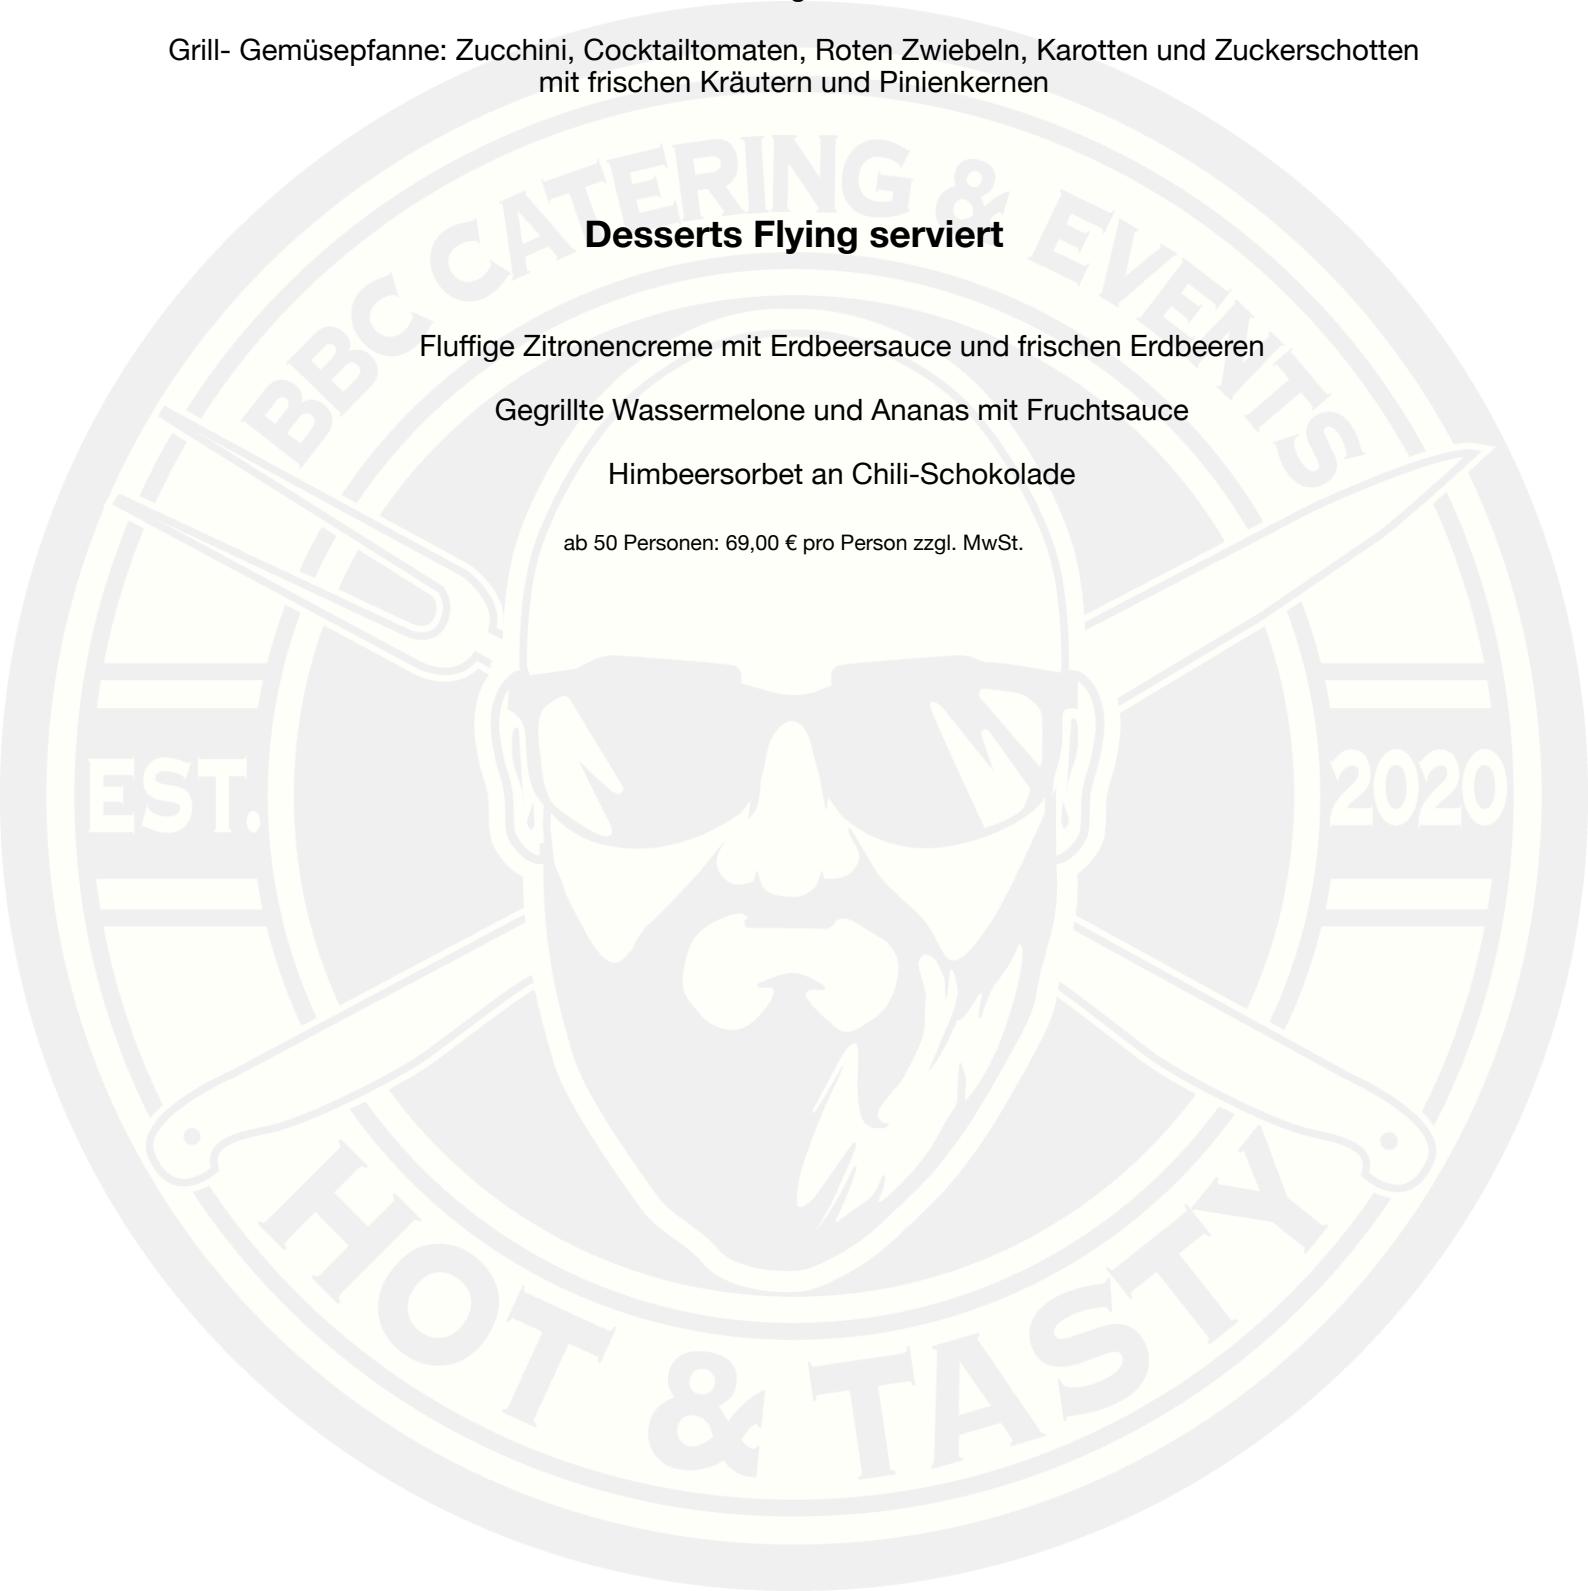 Grill- Gemüsepfanne: Zucchini, Cocktailtomaten, Roten Zwiebeln, Karotten und Zuckerschotten
mit frischen Kräutern und Pinienkernen
BBC CATERING & EVENTS
Desserts Flying serviert
Fluffige Zitronencreme mit Erdbeersauce und frischen Erdbeeren
Gegrillte Wassermelone und Ananas mit Fruchtsauce
Himbeersorbet an Chili-Schokolade
ab 50 Personen: 69,00 € pro Person zzgl. MwSt.
EST. 2020
HOT & TASTY